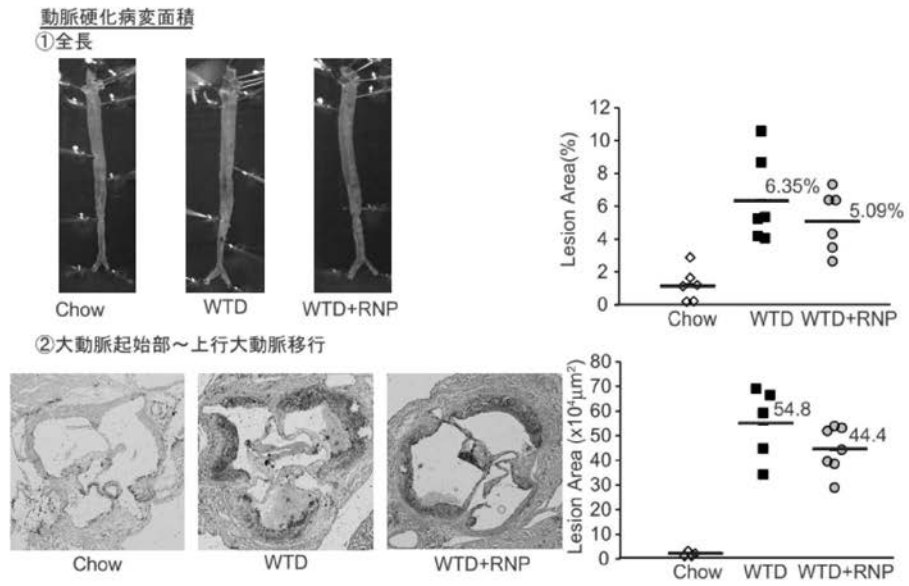 動脈硬化病変面積
①全長
Chow
WTD
WTD+RNP
Lesion Area(%)
12
10
8
6
4
2
0
6.35%
5.09%
Chow
WTD
WTD+RNP
②大動脈起始部～上行大動脈移行
Chow
WTD
WTD+RNP
Lesion Area (x10⁴μm²)
80
70
60
50
40
30
20
10
0
54.8
44.4
Chow
WTD
WTD+RNP